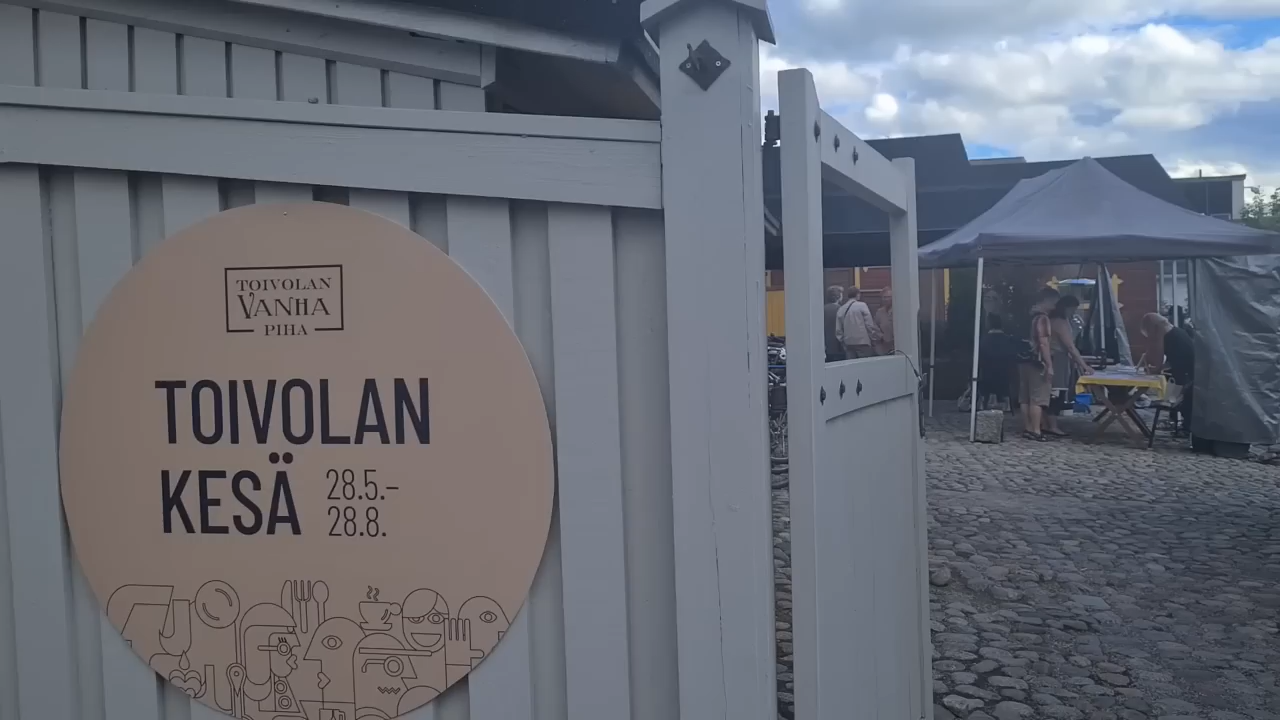 TOIVOLAN
VANHA
PIHA
TOIVOLAN
KESÄ 28.5.–
28.8.